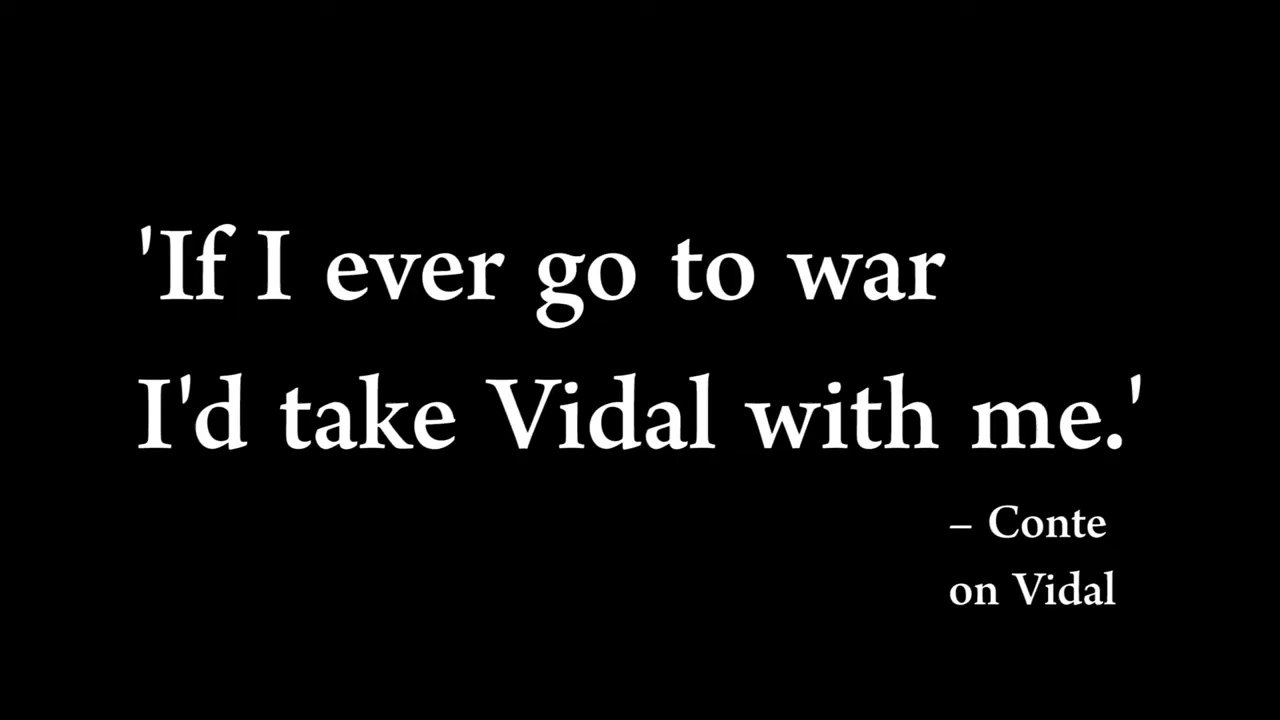 'If I ever go to war
I'd take Vidal with me.'
– Conte
on Vidal